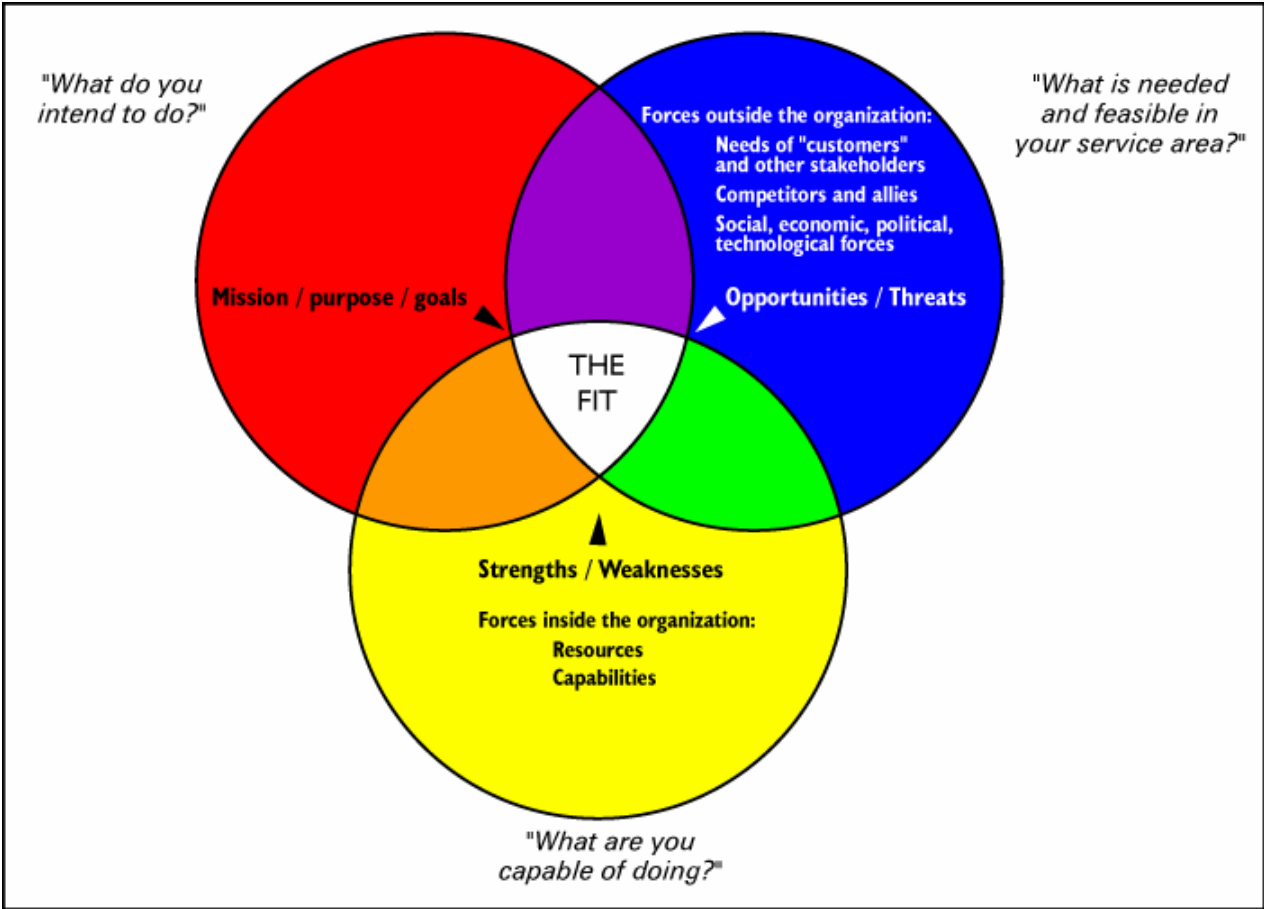 "What do you
intend to do?"
"What is needed
and feasible in
your service area?"
Forces outside the organization:
Needs of "customers"
and other stakeholders
Competitors and allies
Social, economic, political,
technological forces
Mission / purpose / goals
Opportunities / Threats
THE
FIT
Strengths / Weaknesses
Forces inside the organization:
Resources
Capabilities
"What are you
capable of doing?"